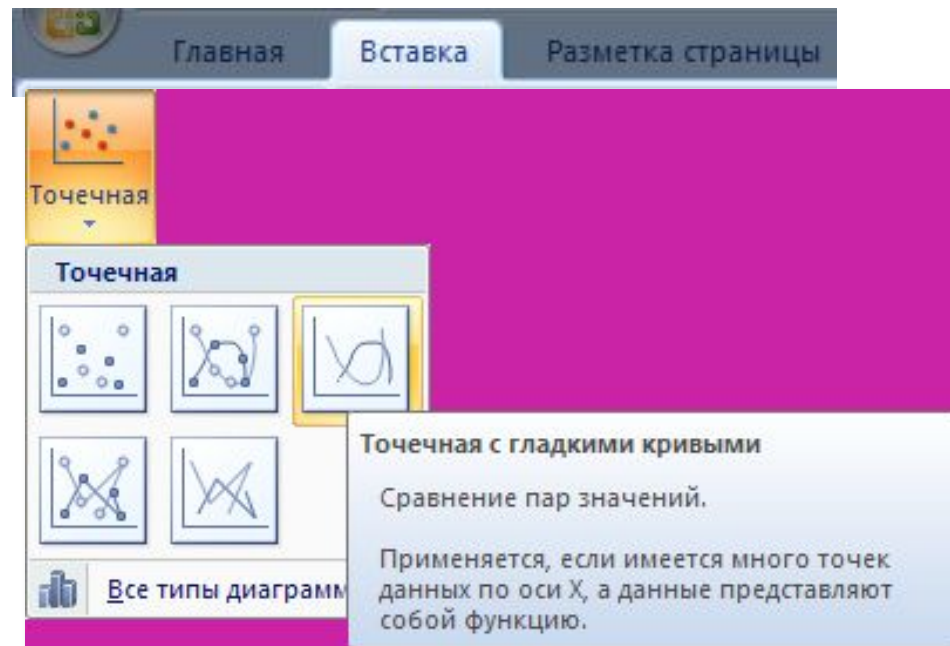 Главная Вставка Разметка страницы
Точечная
Точечная
Точечная с гладкими кривыми
Сравнение пар значений.
Применяется, если имеется много точек
данных по оси X, а данные представляют
собой функцию.
Все типы диаграмм